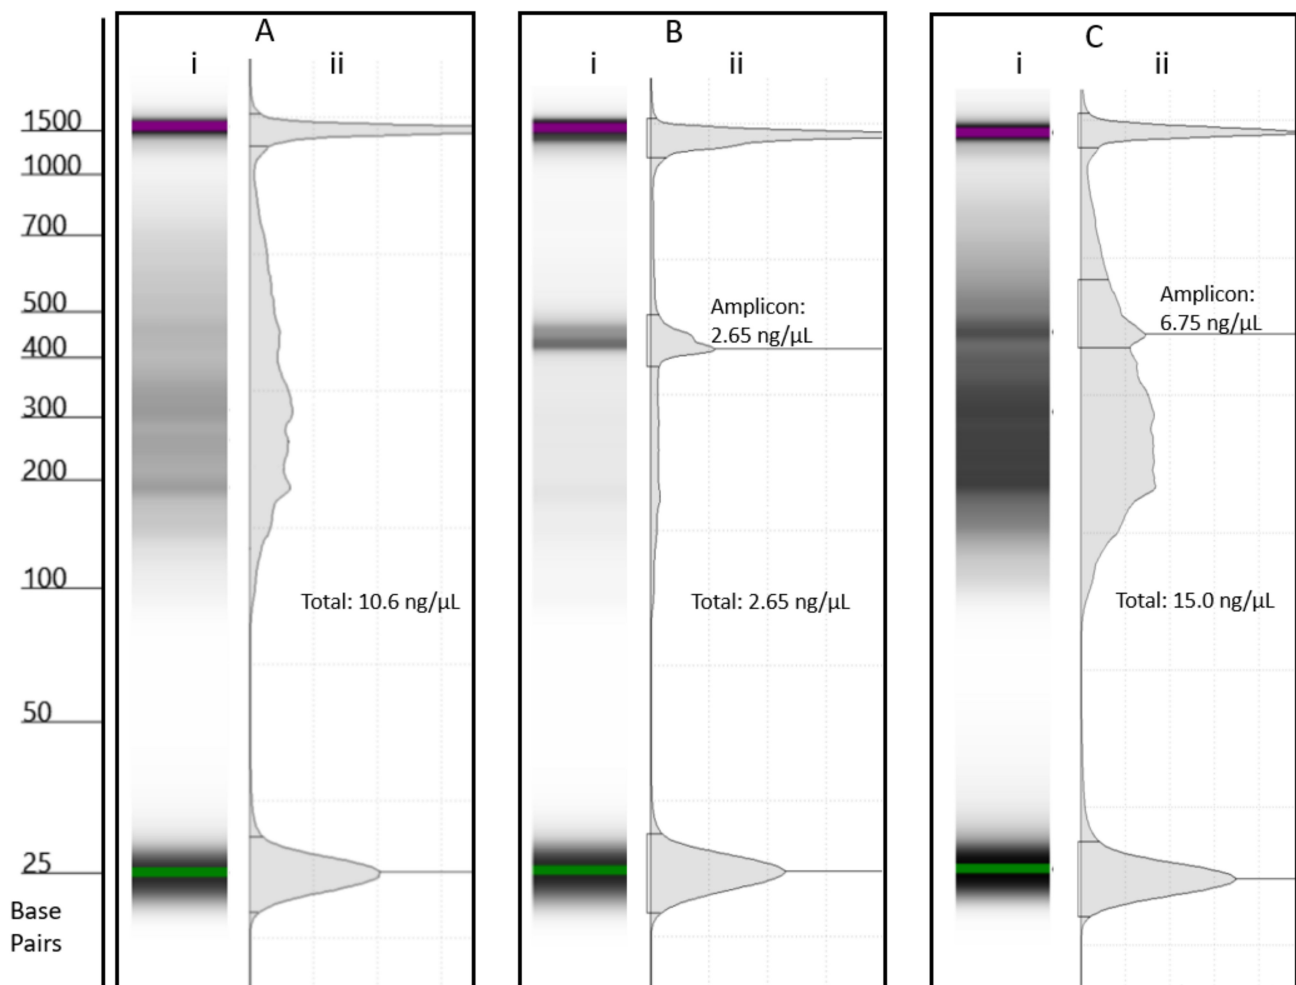 A
i
ii
B
i
ii
C
i
ii
1500
1000
700
500
400
300
200
100
50
25
Base
Pairs
Total: 10.6 ng/µL
Amplicon:
2.65 ng/µL
Total: 2.65 ng/µL
Amplicon:
6.75 ng/µL
Total: 15.0 ng/µL